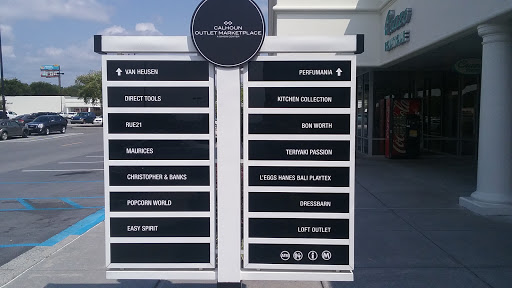 CALHOUN
OUTLET MARKETPLACE
VAN HEUSEN
DIRECT TOOLS
RUE21
MAURICES
CHRISTOPHER & BANKS
POPCORN WORLD
EASY SPIRIT
PERFUMANIA
KITCHEN COLLECTION
BON WORTH
TERIYAKI PASSION
L'EGGS HANES BALI PLAYTEX
DRESSBARN
LOFT OUTLET